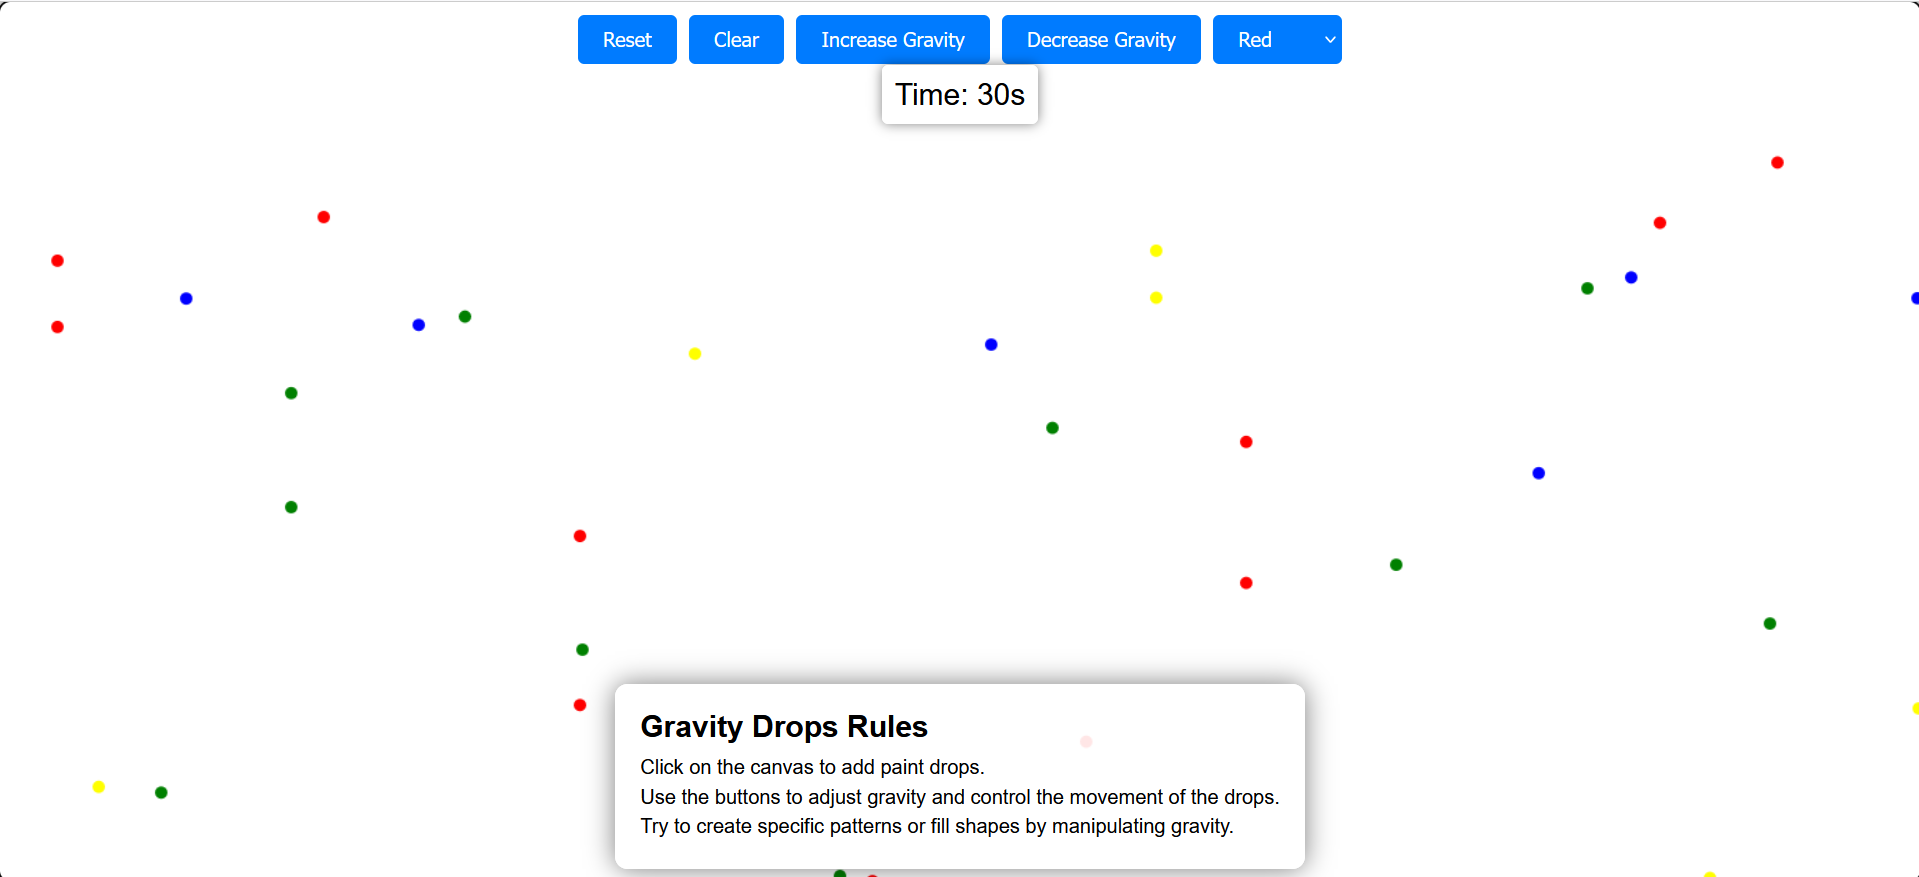 Reset Clear Increase Gravity Decrease Gravity Red
Time: 30s
Gravity Drops Rules
Click on the canvas to add paint drops.
Use the buttons to adjust gravity and control the movement of the drops.
Try to create specific patterns or fill shapes by manipulating gravity.